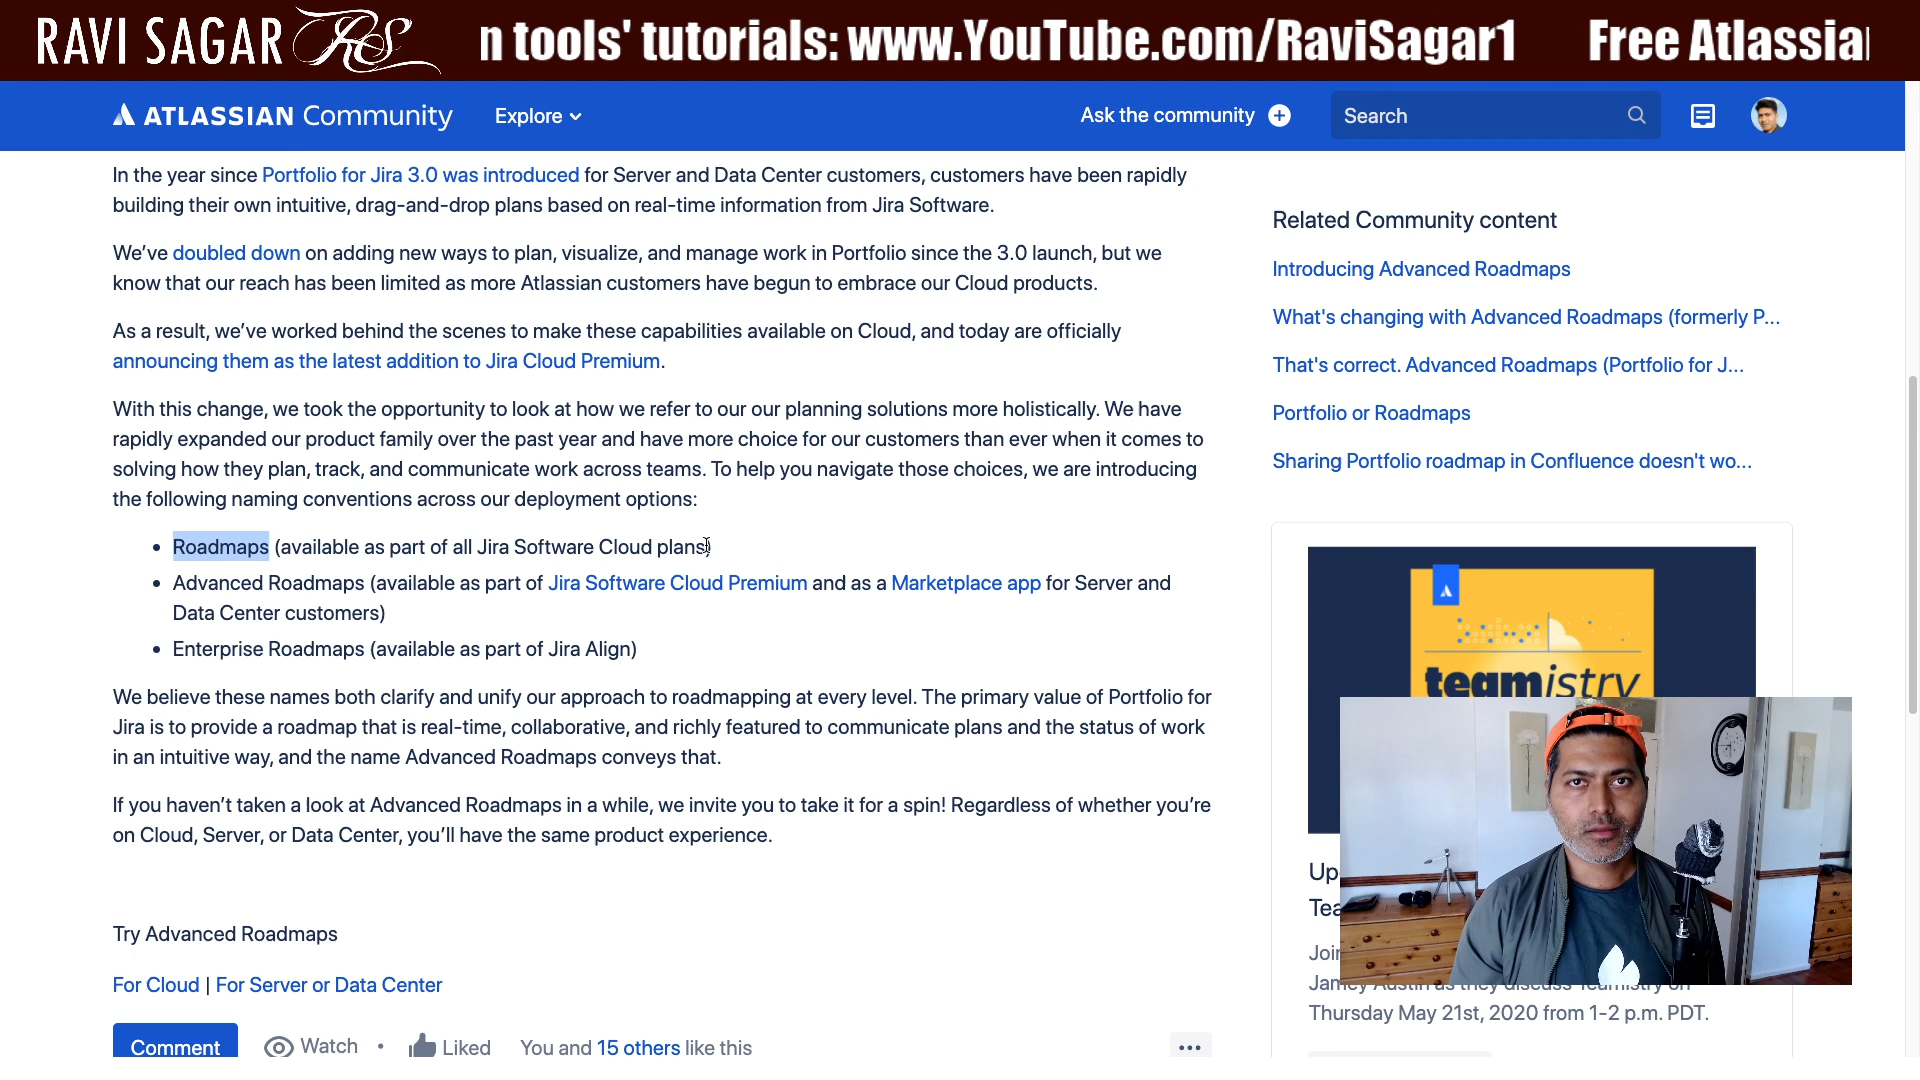 RAVI SAGAR RS
n tools' tutorials: www.YouTube.com/RaviSagar1 Free Atlassia
ATLASSIAN Community
Explore
Ask the community
Search
In the year since Portfolio for Jira 3.0 was introduced for Server and Data Center customers, customers have been rapidly
building their own intuitive, drag-and-drop plans based on real-time information from Jira Software.
We've doubled down on adding new ways to plan, visualize, and manage work in Portfolio since the 3.0 launch, but we
know that our reach has been limited as more Atlassian customers have begun to embrace our Cloud products.
As a result, we've worked behind the scenes to make these capabilities available on Cloud, and today are officially
announcing them as the latest addition to Jira Cloud Premium.
With this change, we took the opportunity to look at how we refer to our our planning solutions more holistically. We have
rapidly expanded our product family over the past year and have more choice for our customers than ever when it comes to
solving how they plan, track, and communicate work across teams. To help you navigate those choices, we are introducing
the following naming conventions across our deployment options:
• Roadmaps (available as part of all Jira Software Cloud plans)
• Advanced Roadmaps (available as part of Jira Software Cloud Premium and as a Marketplace app for Server and
Data Center customers)
• Enterprise Roadmaps (available as part of Jira Align)
We believe these names both clarify and unify our approach to roadmapping at every level. The primary value of Portfolio for
Jira is to provide a roadmap that is real-time, collaborative, and richly featured to communicate plans and the status of work
in an intuitive way, and the name Advanced Roadmaps conveys that.
If you haven't taken a look at Advanced Roadmaps in a while, we invite you to take it for a spin! Regardless of whether you're
on Cloud, Server, or Data Center, you'll have the same product experience.
Try Advanced Roadmaps
For Cloud | For Server or Data Center
Comment
Watch
•
Liked
You and 15 others like this
Related Community content
Introducing Advanced Roadmaps
What's changing with Advanced Roadmaps (formerly P...
That's correct. Advanced Roadmaps (Portfolio for J...
Portfolio or Roadmaps
Sharing Portfolio roadmap in Confluence doesn't wo...
teamistry
Up
Tea
Joi
Jamey Austin as they discuss Teamistry on
Thursday May 21st, 2020 from 1-2 p.m. PDT.